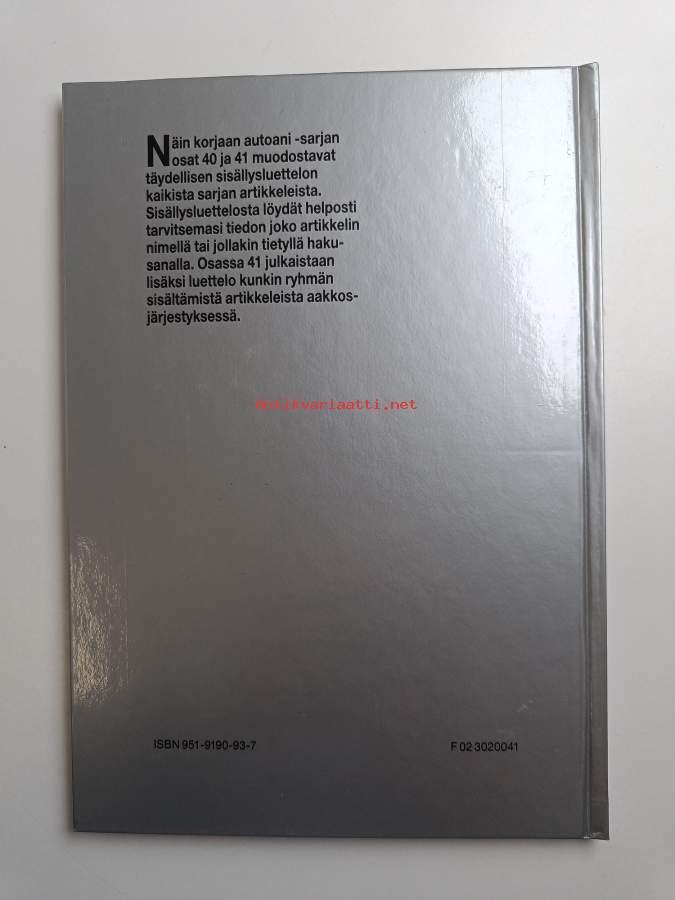 Näin korjaan autoani -sarjan
osat 40 ja 41 muodostavat
täydellisen sisällysluettelon
kaikista sarjan artikkeleista.
Sisällysluettelosta löydät helposti
tarvitsemasi tiedon joko artikkelin
nimellä tai jollakin tietyllä haku-
sanalla. Osassa 41 julkaistaan
lisäksi luettelo kunkin ryhmän
sisältämistä artikkeleista aakkos-
järjestyksessä.
Antikvariaatti.net
ISBN 951-9190-93-7
F 02 3020041